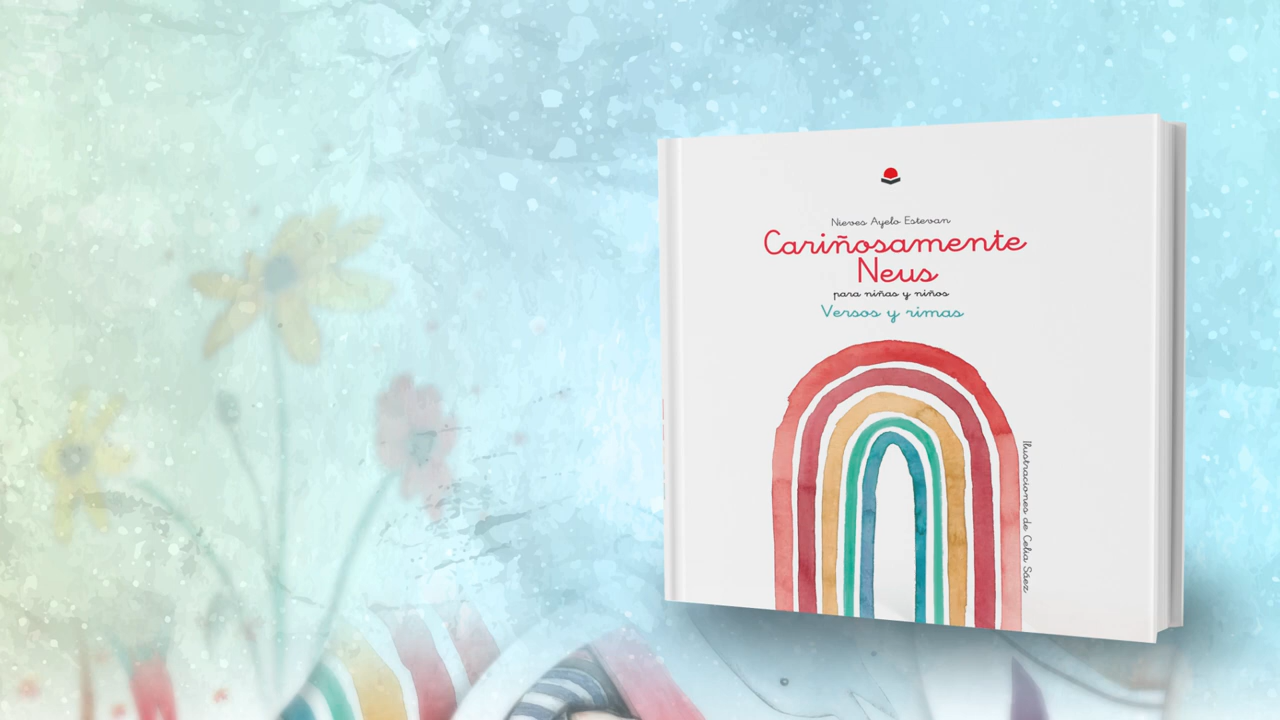 Nieves Ayelo Estevan
Cariñosamente
Neus
para niñas y niños
Versos y rimas
Ilustraciones de Celia Sáez